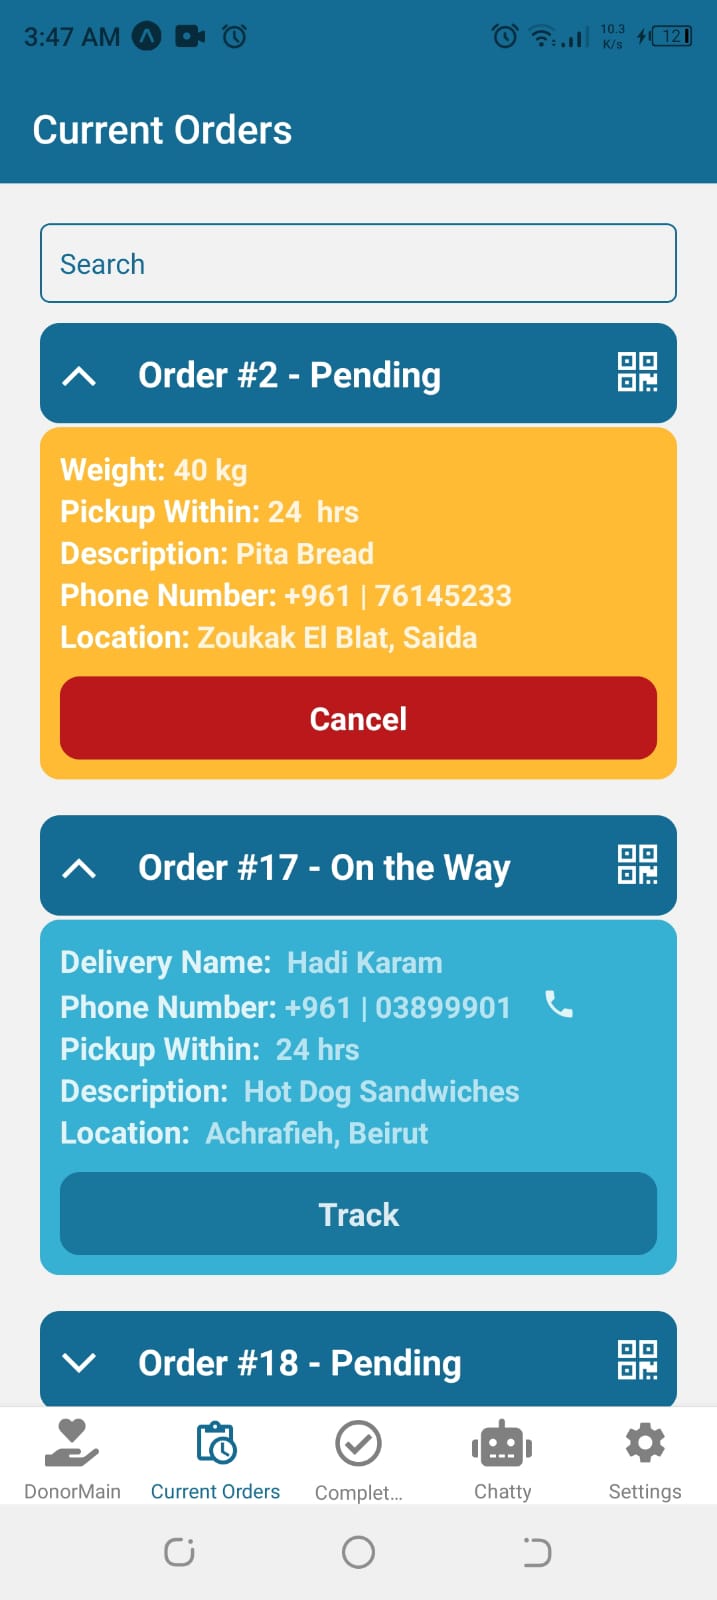 3:47 AM
10.3 K/s
12
Current Orders
Search
Order #2 - Pending
Weight: 40 kg
Pickup Within: 24  hrs
Description: Pita Bread
Phone Number: +961 | 76145233
Location: Zoukak El Blat, Saida
Cancel
Order #17 - On the Way
Delivery Name:  Hadi Karam
Phone Number: +961 | 03899901
Pickup Within:  24 hrs
Description:  Hot Dog Sandwiches
Location:  Achrafieh, Beirut
Track
Order #18 - Pending
DonorMain
Current Orders
Complet...
Chatty
Settings